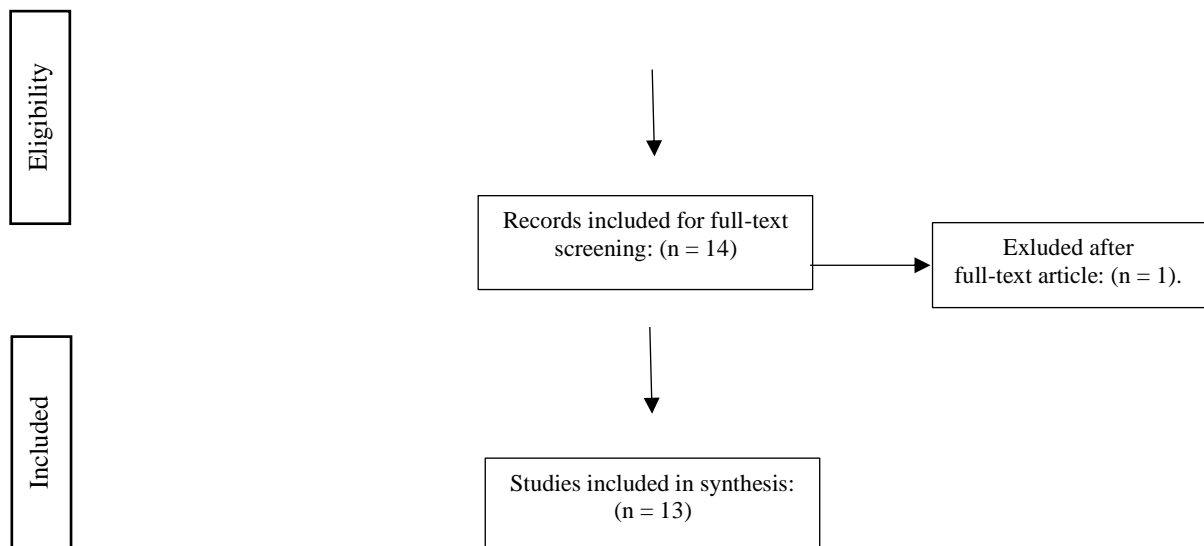 Eligibility
Records included for full-text
screening: (n = 14)
Exluded after
full-text article: (n = 1).
Included
Studies included in synthesis:
(n = 13)